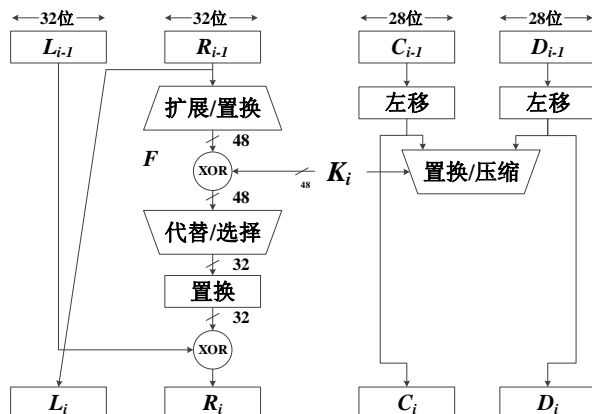 32位 32位 28位 28位
L_{i-1} R_{i-1} C_{i-1} D_{i-1}
扩展/置换 左移 左移
48
F XOR 48 K_i 置换/压缩
48
代替/选择
32
置换
32
XOR
L_i R_i C_i D_i